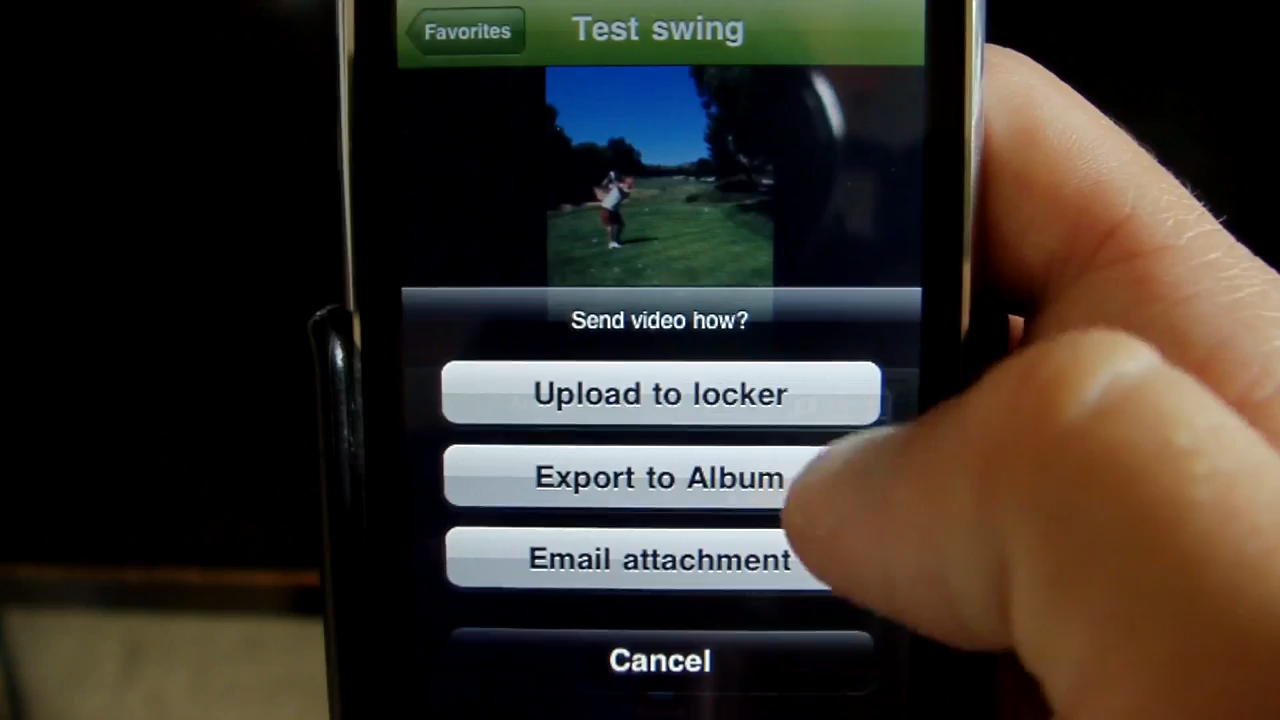 Favorites
Test swing
Send video how?
Upload to locker
Export to Album
Email attachment
Cancel